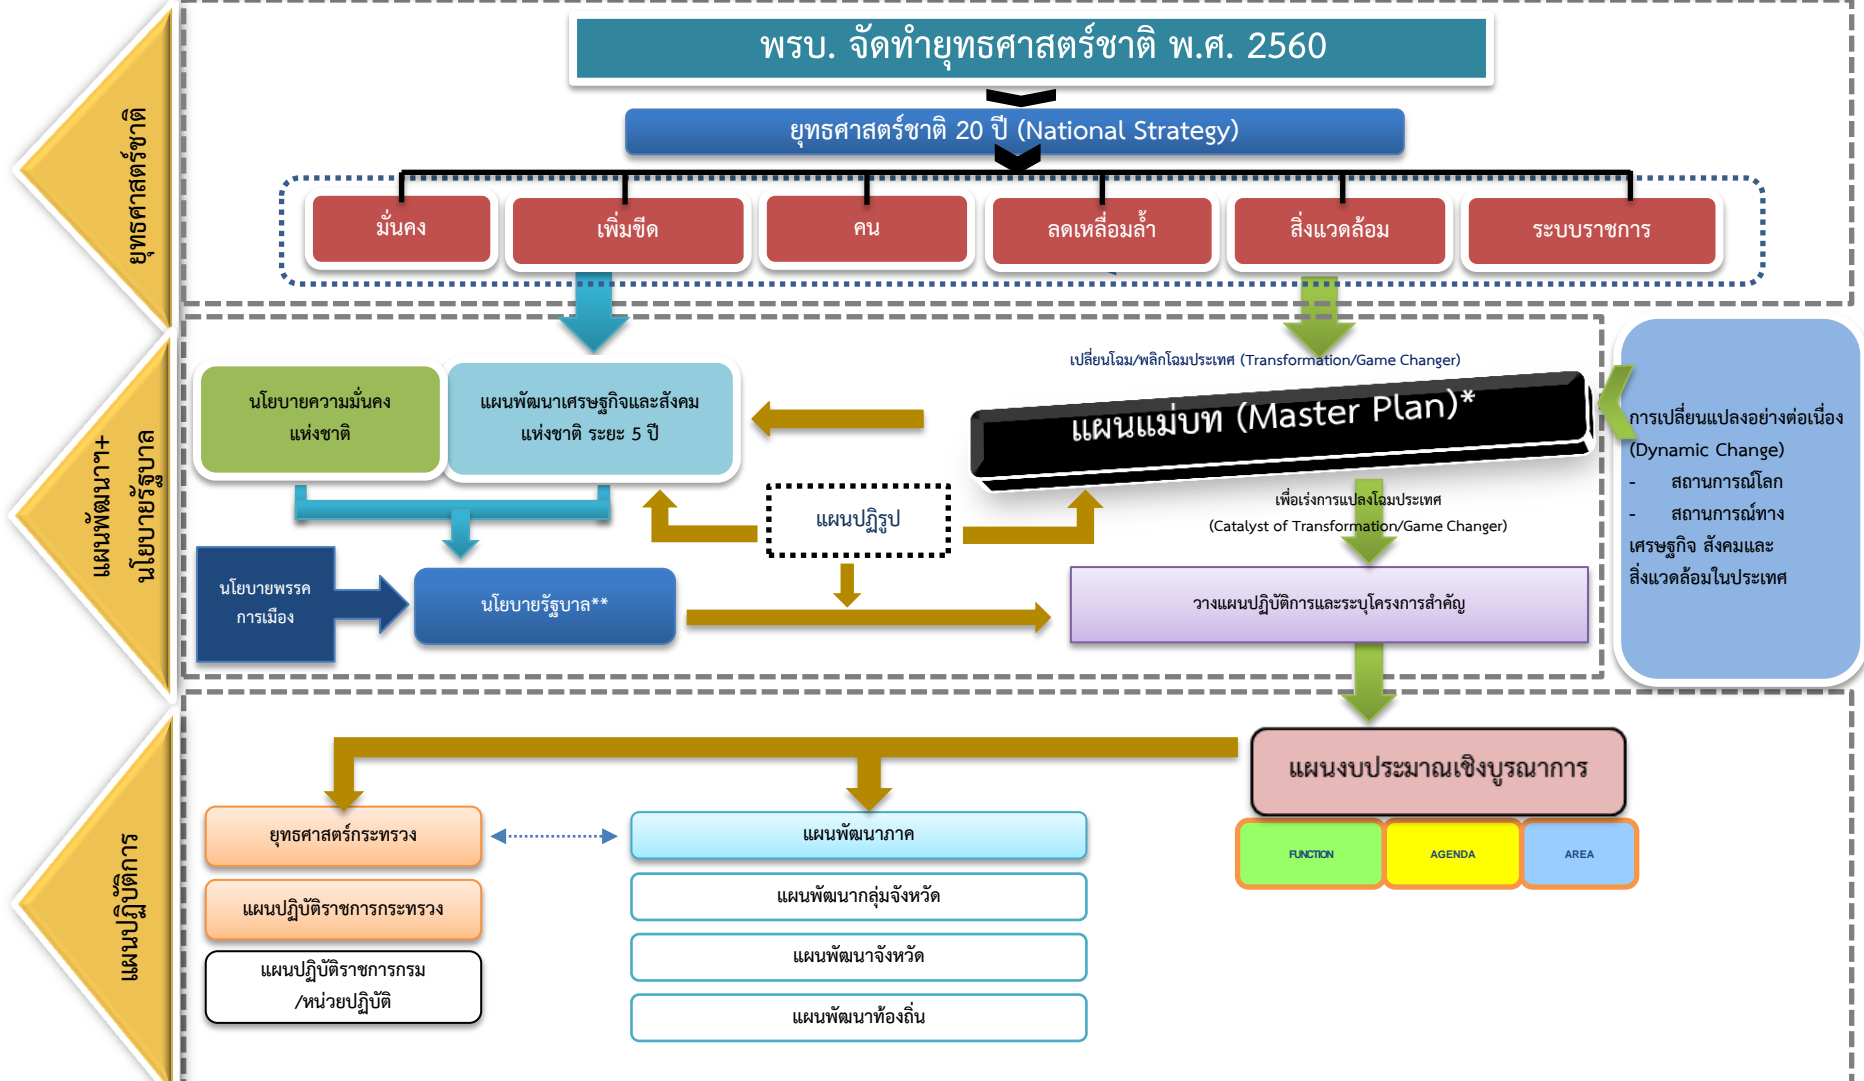 พรบ. จัดทำยุทธศาสตร์ชาติ พ.ศ. 2560
ยุทธศาสตร์ชาติ 20 ปี (National Strategy)
ยุทธศาสตร์ชาติ
มั่นคง
เพิ่มขีด
คน
ลดเหลื่อมล้ำ
สิ่งแวดล้อม
ระบบราชการ
แผนพัฒนาฯ+
นโยบายรัฐบาล
นโยบายความมั่นคง
แห่งชาติ
แผนพัฒนาเศรษฐกิจและสังคม
แห่งชาติ ระยะ 5 ปี
เปลี่ยนโฉม/พลิกโฉมประเทศ (Transformation/Game Changer)
แผนแม่บท (Master Plan)*
การเปลี่ยนแปลงอย่างต่อเนื่อง
(Dynamic Change)
- สถานการณ์โลก
- สถานการณ์ทาง
เศรษฐกิจ สังคมและ
สิ่งแวดล้อมในประเทศ
แผนปฏิรูป
เพื่อเร่งการแปลงโฉมประเทศ
(Catalyst of Transformation/Game Changer)
นโยบายพรรค
การเมือง
นโยบายรัฐบาล**
วางแผนปฏิบัติการและระบุโครงการสำคัญ
แผนปฏิบัติการ
แผนงบประมาณเชิงบูรณาการ
FUNCTION
AGENDA
AREA
ยุทธศาสตร์กระทรวง
แผนปฏิบัติราชการกระทรวง
แผนปฏิบัติราชการกรม
/หน่วยปฏิบัติ
แผนพัฒนาภาค
แผนพัฒนากลุ่มจังหวัด
แผนพัฒนาจังหวัด
แผนพัฒนาท้องถิ่น